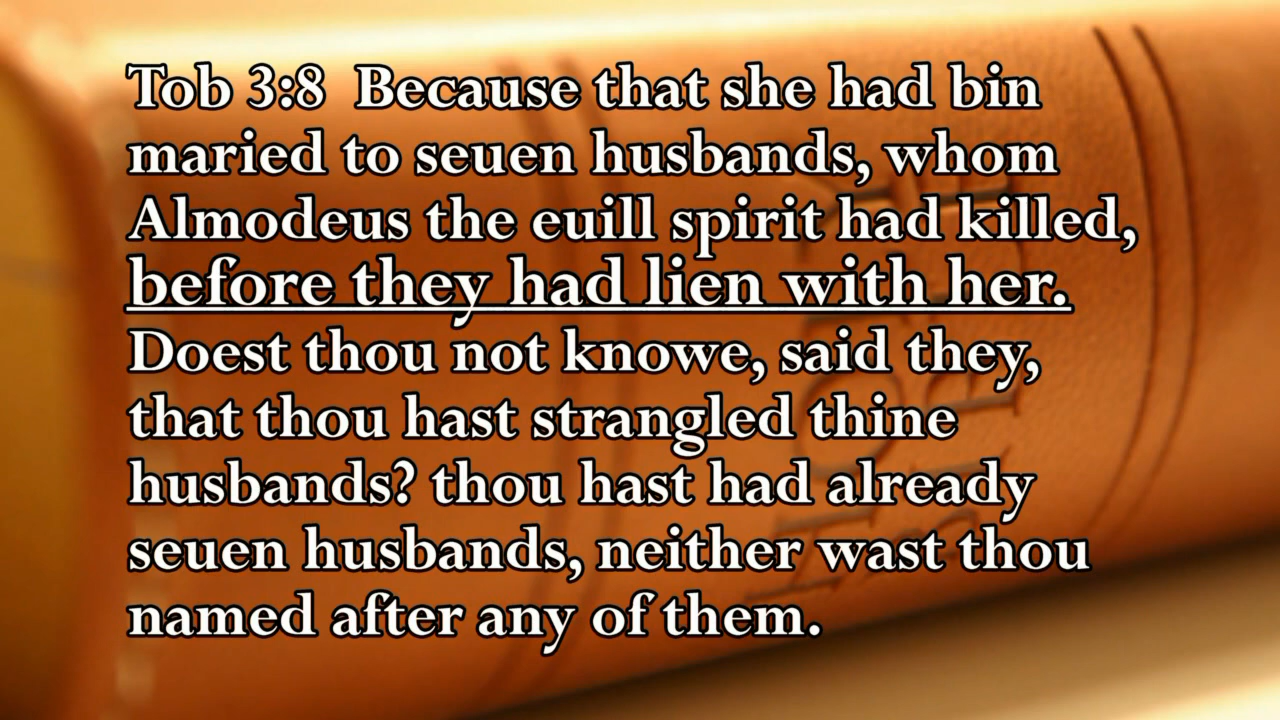 Tob 3:8 Because that she had bin
maried to seuen husbands, whom
Almodeus the euill spirit had killed,
before they had lien with her.
Doest thou not knowe, said they,
that thou hast strangled thine
husbands? thou hast had already
seuen husbands, neither wast thou
named after any of them.